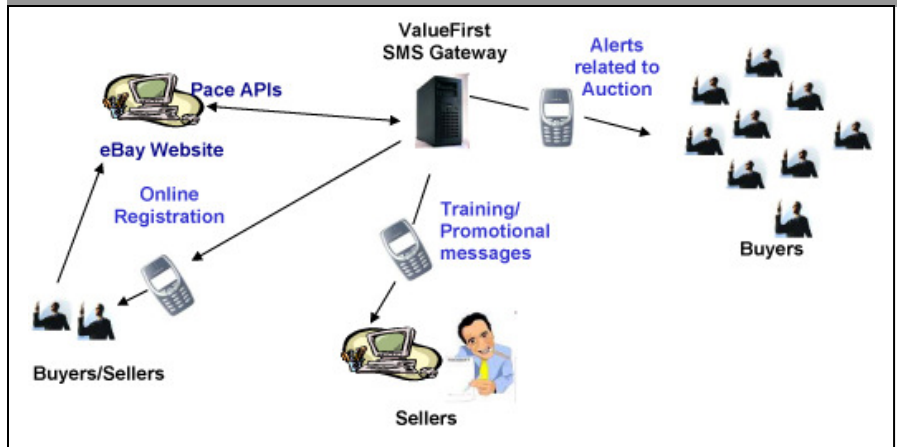 ValueFirst
SMS Gateway
Alerts
related to
Auction
Pace APIs
eBay Website
Online
Registration
Training/
Promotional
messages
Buyers
Buyers/Sellers
Sellers